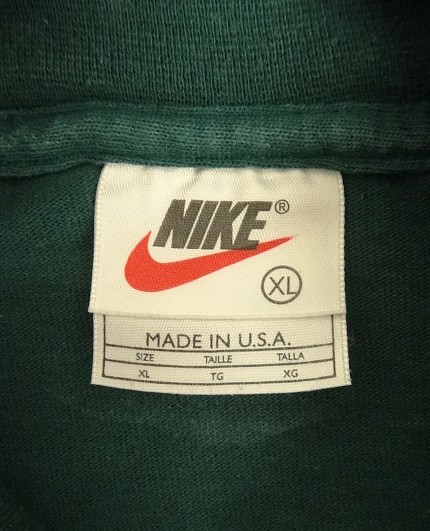 NIKE®
XL
MADE IN U.S.A.
SIZE TAILLE TALLA
XL TG XG